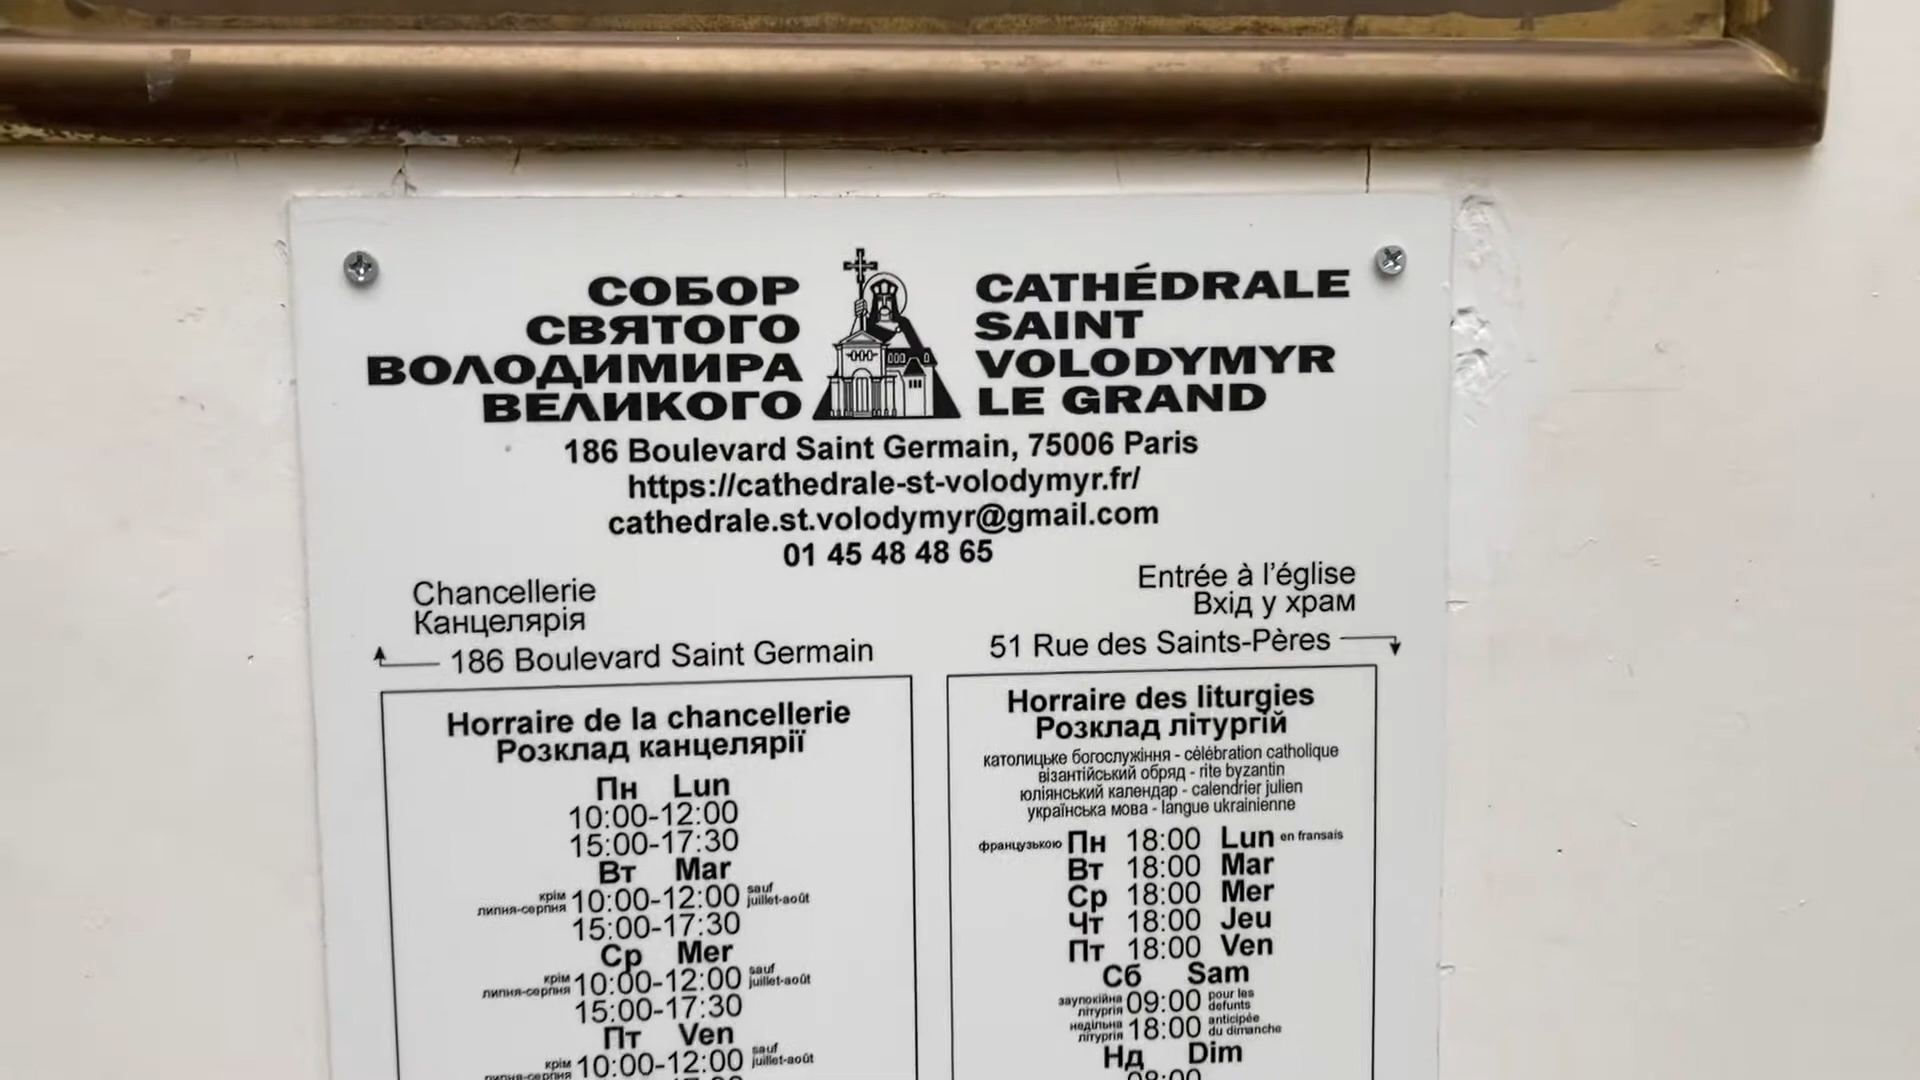 СОБОР
СВЯТОГО
ВОЛОДИМИРА
ВЕЛИКОГО
CATHÉDRALE
SAINT
VOLODYMYR
LE GRAND
186 Boulevard Saint Germain, 75006 Paris
https://cathedrale-st-volodymyr.fr/
cathedrale.st.volodymyr@gmail.com
01 45 48 48 65
Chancellerie
Канцелярія
186 Boulevard Saint Germain
Entrée à l'église
Вхід у храм
51 Rue des Saints-Pères
Horraire de la chancellerie
Розклад канцелярії
Пн Lun
10:00-12:00
15:00-17:30
Вт Mar
крім липня-серпня 10:00-12:00 sauf juillet-août
15:00-17:30
Ср Mer
крім липня-серпня 10:00-12:00 sauf juillet-août
15:00-17:30
Пт Ven
крім липня-серпня 10:00-12:00 sauf juillet-août
Horraire des liturgies
Розклад літургій
католицьке богослужіння - célébration catholique
візантійський обряд - rite byzantin
юліянський календар - calendrier julien
українська мова - langue ukrainienne
французькою Пн 18:00 Lun en fransais
Вт 18:00 Mar
Ср 18:00 Mer
Чт 18:00 Jeu
Пт 18:00 Ven
Сб Sam
заупокійна літургія 09:00 pour les defunts
недільна літургія 18:00 anticipée du dimanche
Нд Dim